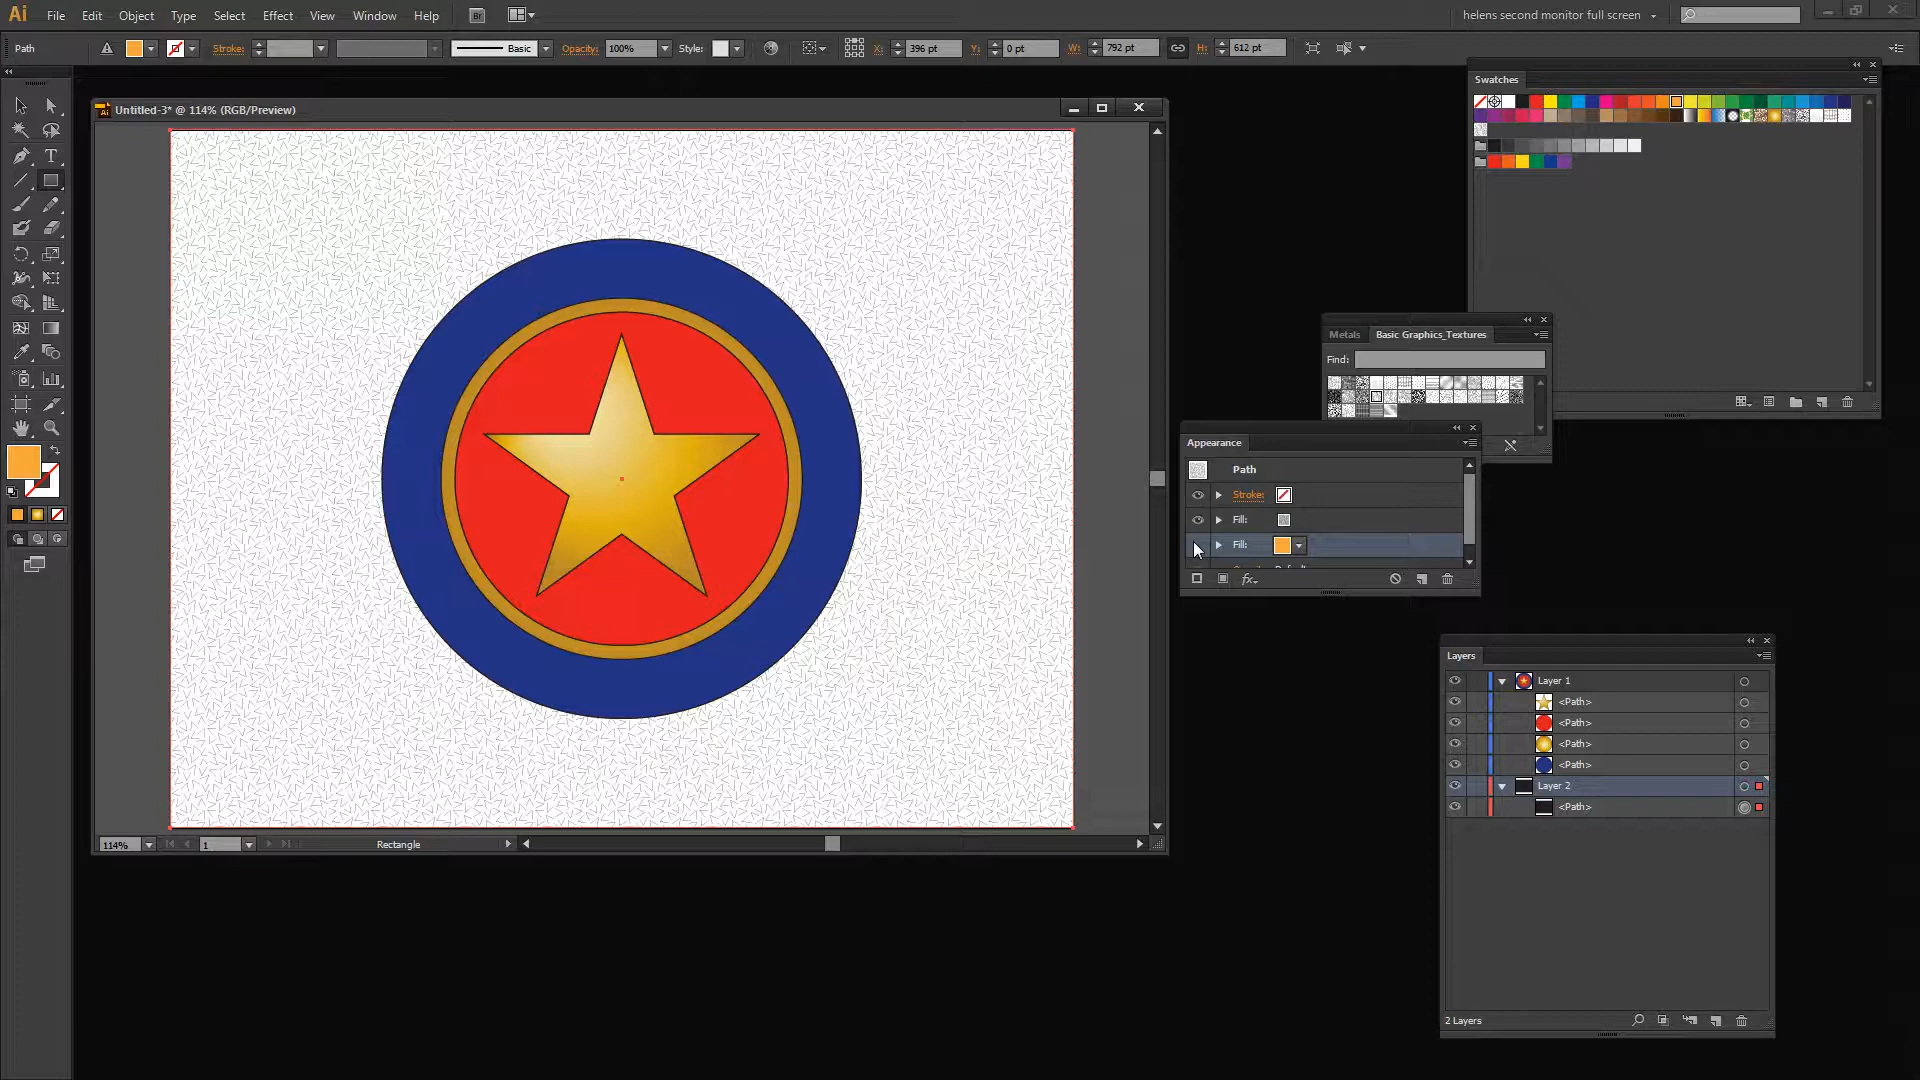 Ai File Edit Object Type Select Effect View Window Help Br helens second monitor full screen
Path Stroke: Basic Opacity: 100% Style: X: 396 pt Y: 0 pt W: 792 pt H: 612 pt
Swatches
Untitled-3* @ 114% (RGB/Preview)
Metals Basic Graphics_Textures
Find:
Appearance
Path
Stroke:
Fill:
Fill:
fx
Layers
Layer 1
<Path>
<Path>
<Path>
<Path>
Layer 2
<Path>
114% 1 Rectangle
2 Layers